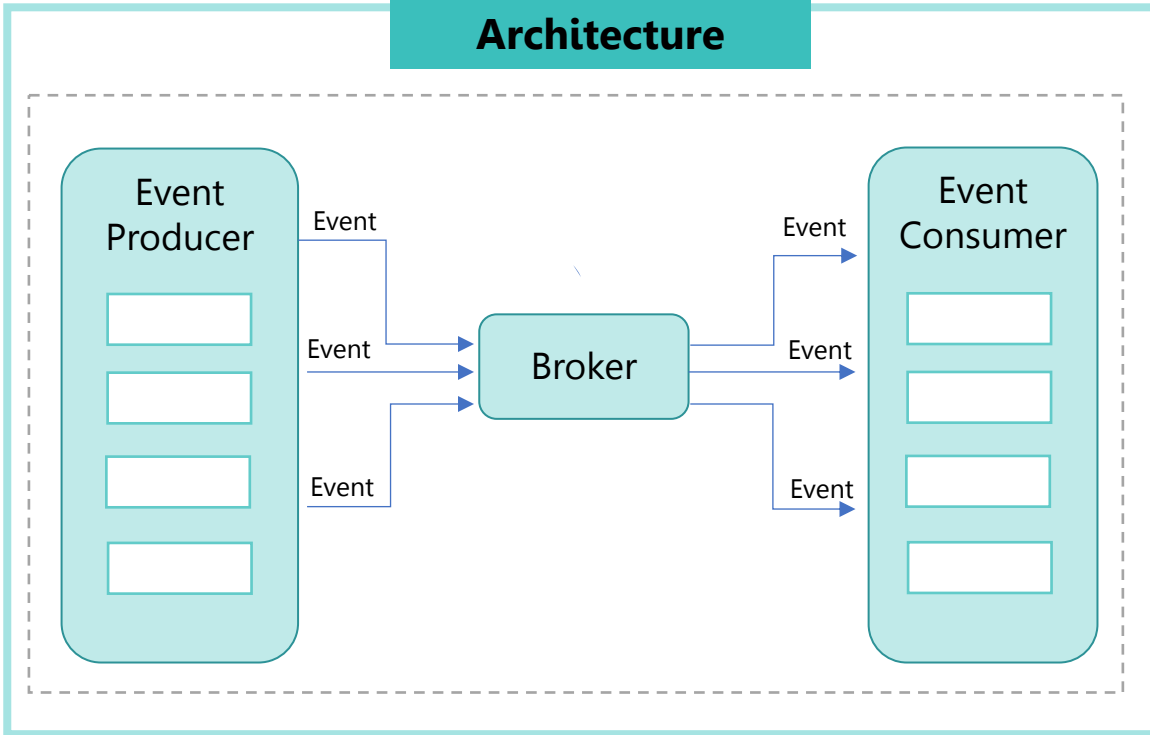 Architecture
Event
Producer
Event
Event
Event
Broker
Event
Event
Event
Event
Consumer